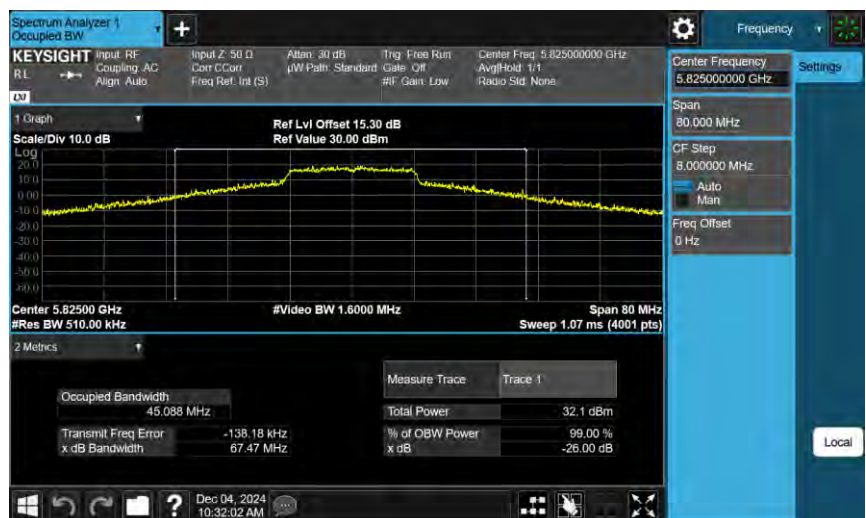 Spectrum Analyzer 1
Occupied BW
+
Frequency
KEYSIGHT
RL
LXI
Input: RF
Coupling: AC
Align: Auto
Input Z: 50 Ω
Corr CCorr
Freq Ref: Int (S)
Atten: 30 dB
µW Path: Standard
Trig: Free Run
Gate: Off
#IF Gain: Low
Center Freq: 5.825000000 GHz
Avg|Hold: 1/1
Radio Std: None
1 Graph
Scale/Div 10.0 dB
Ref Lvl Offset 15.30 dB
Ref Value 30.00 dBm
Log
20.0
10.0
0.00
-10.0
-20.0
-30.0
-40.0
-50.0
-60.0
Center 5.82500 GHz
#Video BW 1.6000 MHz
Span 80 MHz
#Res BW 510.00 kHz
Sweep 1.07 ms (4001 pts)
2 Metrics
Measure Trace
Trace 1
Occupied Bandwidth
45.088 MHz
Total Power
32.1 dBm
Transmit Freq Error
-138.18 kHz
% of OBW Power
99.00 %
x dB Bandwidth
67.47 MHz
x dB
-26.00 dB
Center Frequency
5.825000000 GHz
Settings
Span
80.000 MHz
CF Step
8.000000 MHz
Auto
Man
Freq Offset
0 Hz
Local
?
Dec 04, 2024
10:32:02 AM